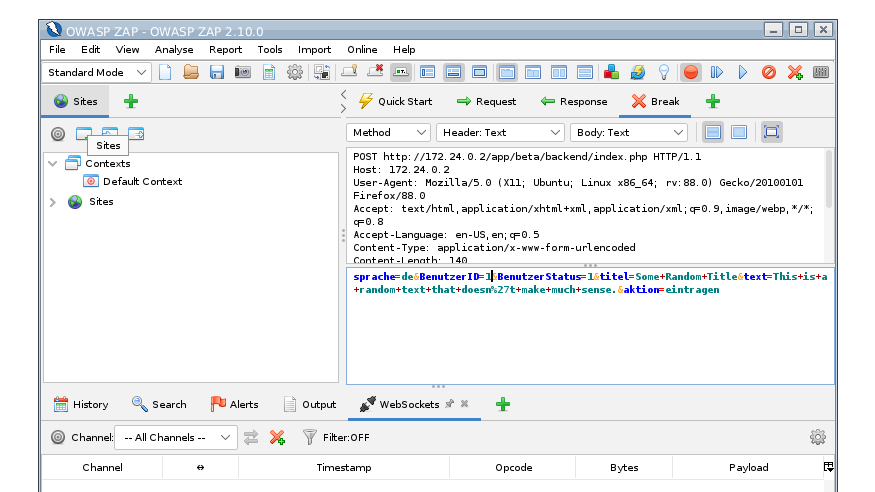 OWASP ZAP - OWASP ZAP 2.10.0
File Edit View Analyse Report Tools Import Online Help
Standard Mode
Sites
Quick Start Request Response Break
Sites
Method Header: Text Body: Text
Contexts
Default Context
Sites
POST http://172.24.0.2/app/beta/backend/index.php HTTP/1.1
Host: 172.24.0.2
User-Agent: Mozilla/5.0 (X11; Ubuntu; Linux x86_64; rv:88.0) Gecko/20100101
Firefox/88.0
Accept: text/html,application/xhtml+xml,application/xml;q=0.9,image/webp,*/*;
q=0.8
Accept-Language: en-US,en;q=0.5
Content-Type: application/x-www-form-urlencoded
Content-Length: 140
sprache=de&BenutzerID=1&BenutzerStatus=1&titel=Some+Random+Title&text=This+is+a
+random+text+that+doesn%27t+make+much+sense.&aktion=eintragen
History Search Alerts Output WebSockets
Channel: -- All Channels -- Filter:OFF
Channel ↔ Timestamp Opcode Bytes Payload